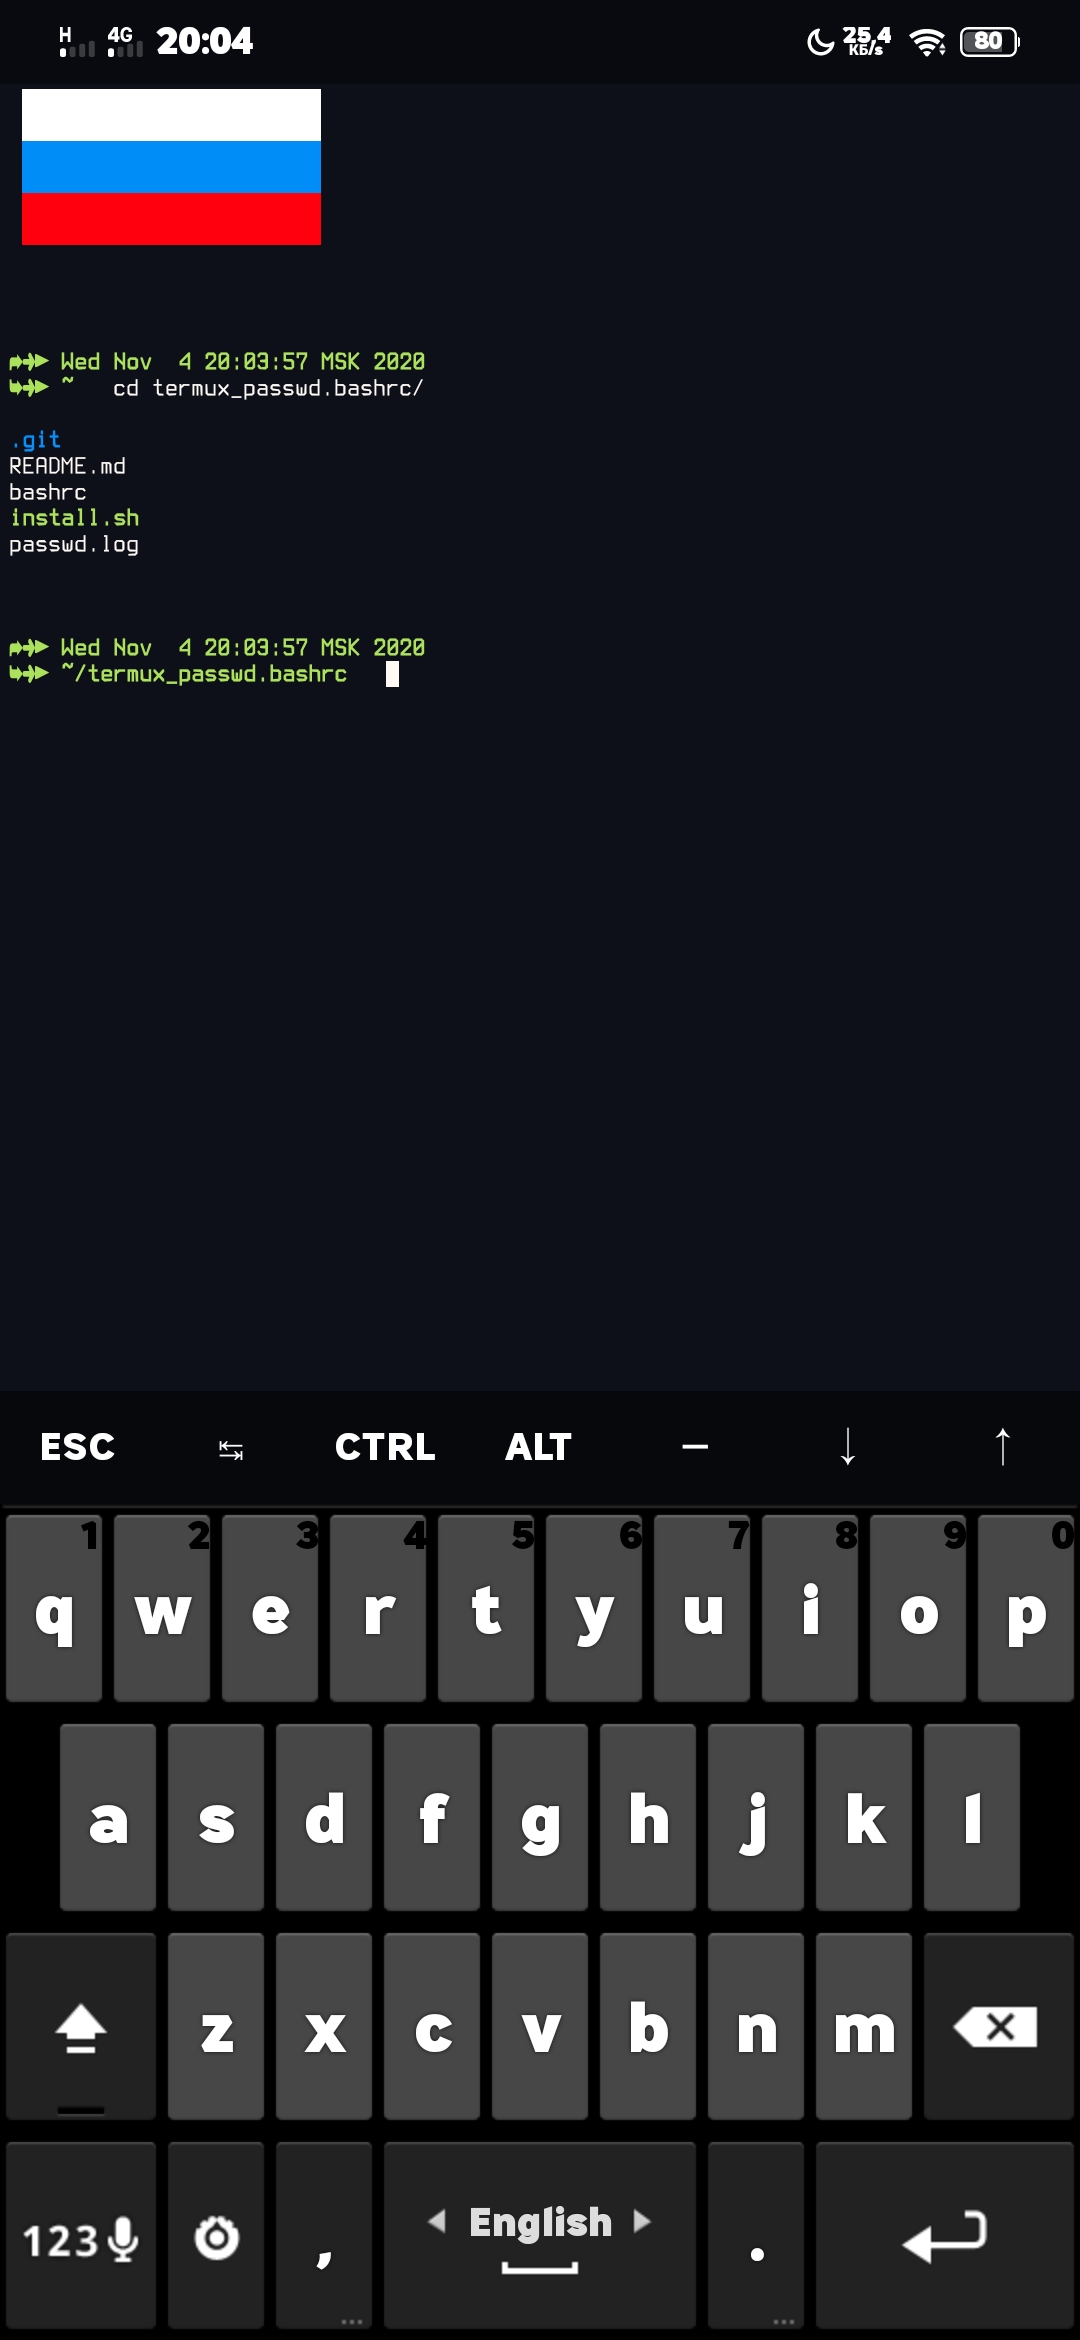 H 4G 20:04 25,4 КБ/s 80
Wed Nov  4 20:03:57 MSK 2020
~   cd termux_passwd.bashrc/
.git
README.md
bashrc
install.sh
passwd.log
Wed Nov  4 20:03:57 MSK 2020
~/termux_passwd.bashrc
ESC ↹ CTRL ALT – ↓ ↑
1 2 3 4 5 6 7 8 9 0
q w e r t y u i o p
a s d f g h j k l
z x c v b n m
123 , English .